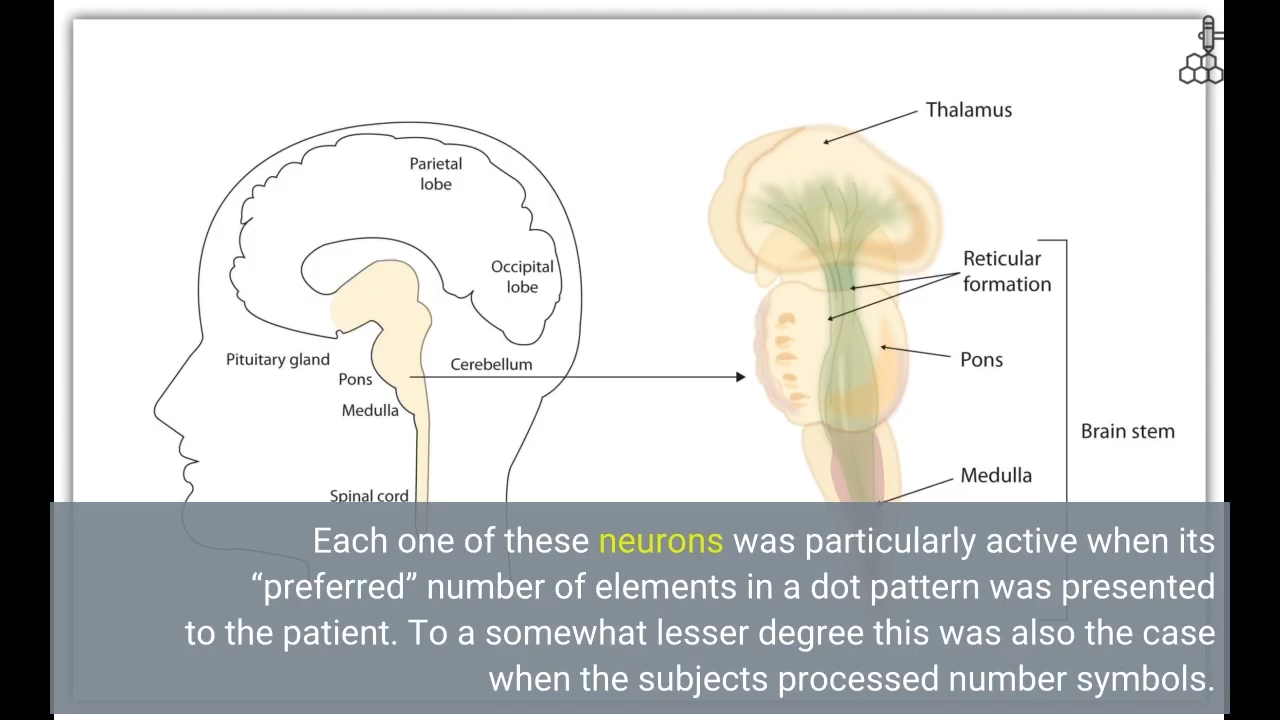 Thalamus
Parietal
lobe
Occipital
lobe
Reticular
formation
Pituitary gland
Cerebellum
Pons
Pons
Medulla
Brain stem
Medulla
Spinal cord
Each one of these neurons was particularly active when its
“preferred” number of elements in a dot pattern was presented
to the patient. To a somewhat lesser degree this was also the case
when the subjects processed number symbols.